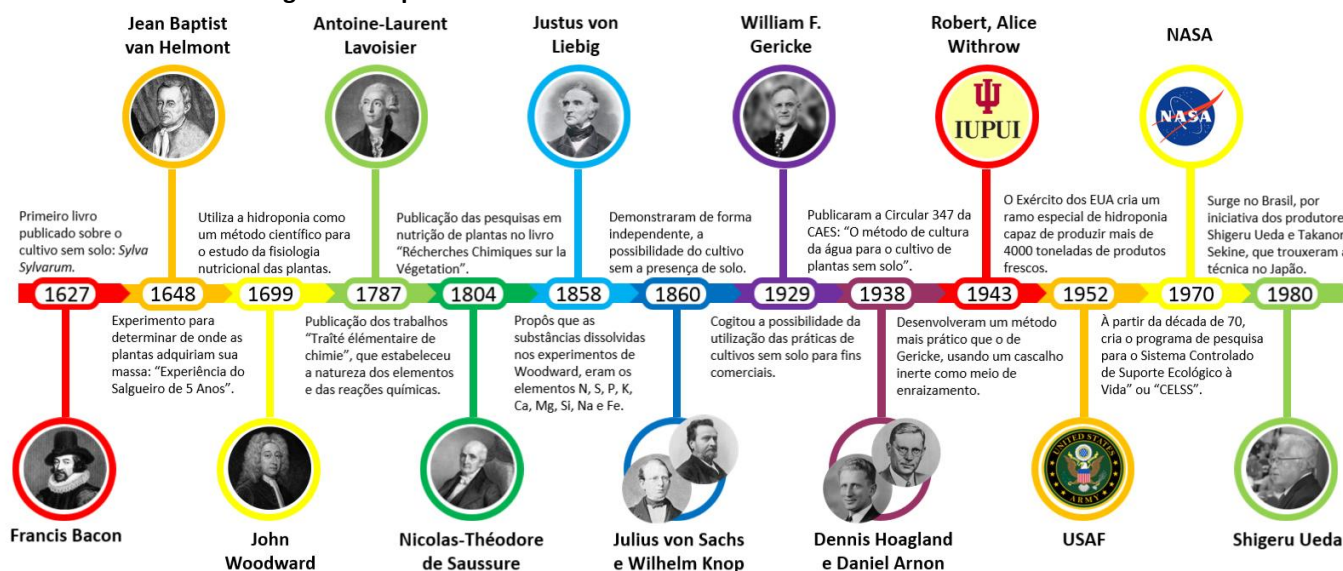 Jean Baptist
van Helmont
Antoine-Laurent
Lavoisier
Justus von
Liebig
William F.
Gericke
Robert, Alice
Withrow
NASA
IUPUI
NASA
Primeiro livro
publicado sobre o
cultivo sem solo: Sylva
Sylvarum.
Utiliza a hidroponia como
um método científico para
o estudo da fisiologia
nutricional das plantas.
Publicação das pesquisas em
nutrição de plantas no livro
“Récherches Chimiques sur la
Végetation”.
Demonstraram de forma
independente, a
possibilidade do cultivo
sem a presença de solo.
Publicaram a Circular 347 da
CAES: “O método de cultura
da água para o cultivo de
plantas sem solo”.
O Exército dos EUA cria um
ramo especial de hidroponia
capaz de produzir mais de
4000 toneladas de produtos
frescos.
Surge no Brasil, por
iniciativa dos produtore
Shigeru Ueda e Takanor
Sekine, que trouxeram a
técnica no Japão.
1627
1648
1699
1787
1804
1858
1860
1929
1938
1943
1952
1970
1980
Experimento para
determinar de onde as
plantas adquiriam sua
massa: “Experiência do
Salgueiro de 5 Anos”.
Publicação dos trabalhos
“Traîté élémentaire de
chimie”, que estabeleceu
a natureza dos elementos
e das reações químicas.
Propôs que as
substâncias dissolvidas
nos experimentos de
Woodward, eram os
elementos N, S, P, K,
Ca, Mg, Si, Na e Fe.
Cogitou a possibilidade da
utilização das práticas de
cultivos sem solo para fins
comerciais.
Desenvolveram um método
mais prático que o de
Gericke, usando um cascalho
inerte como meio de
enraizamento.
À partir da década de 70,
cria o programa de pesquisa
para o Sistema Controlado
de Suporte Ecológico à
Vida” ou “CELSS”.
UNITED STATES
ARMY
Francis Bacon
John
Woodward
Nicolas-Théodore
de Saussure
Julius von Sachs
e Wilhelm Knop
Dennis Hoagland
e Daniel Arnon
USAF
Shigeru Ueda